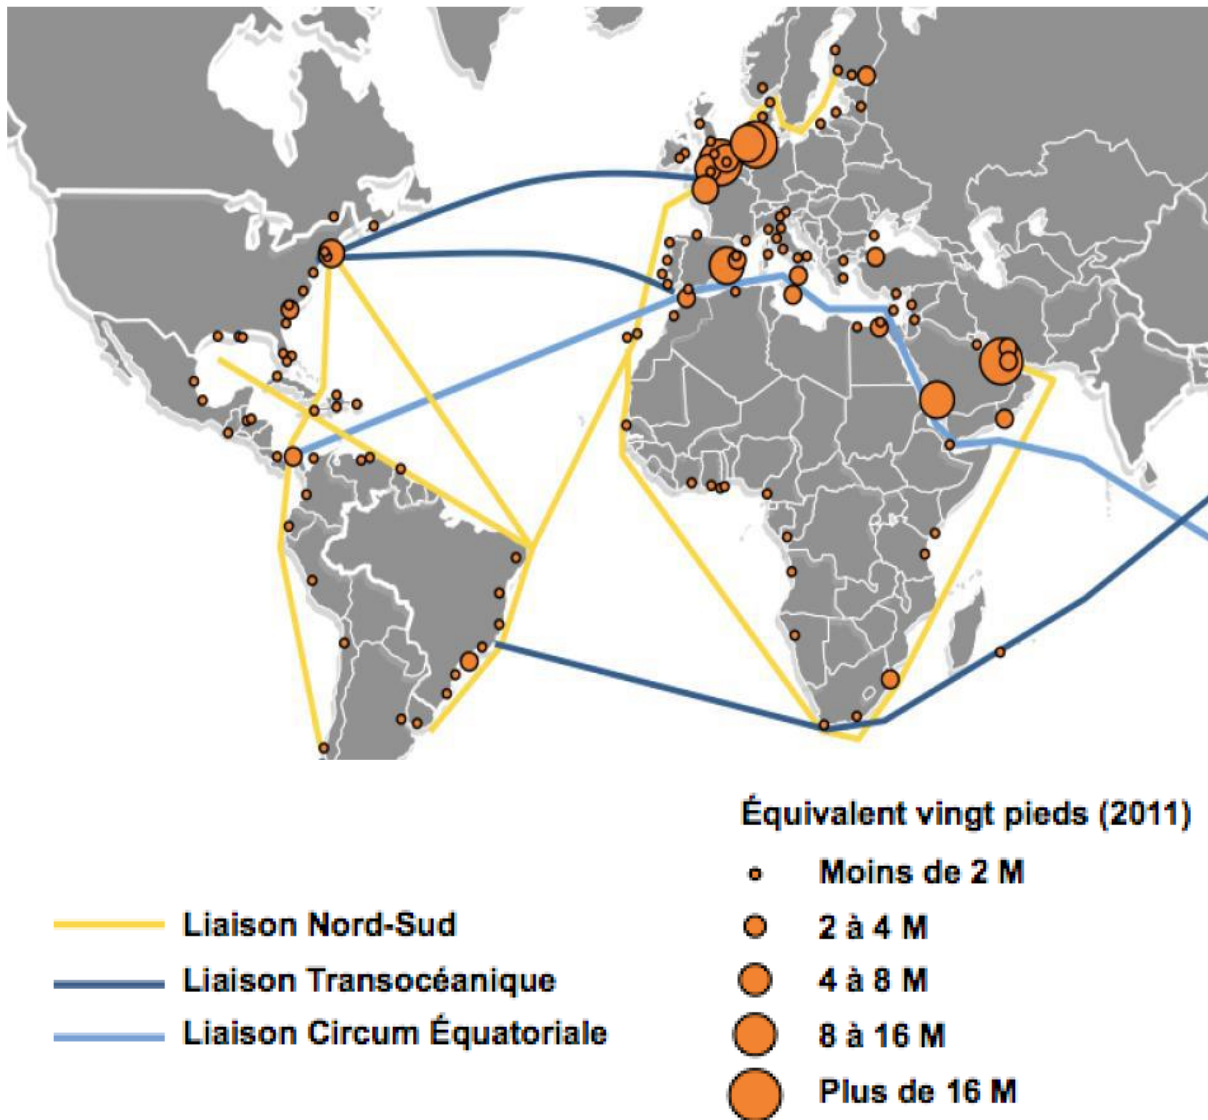 Équivalent vingt pieds (2011)
Moins de 2 M
2 à 4 M
4 à 8 M
8 à 16 M
Plus de 16 M
Liaison Nord-Sud
Liaison Transocéanique
Liaison Circum Équatoriale